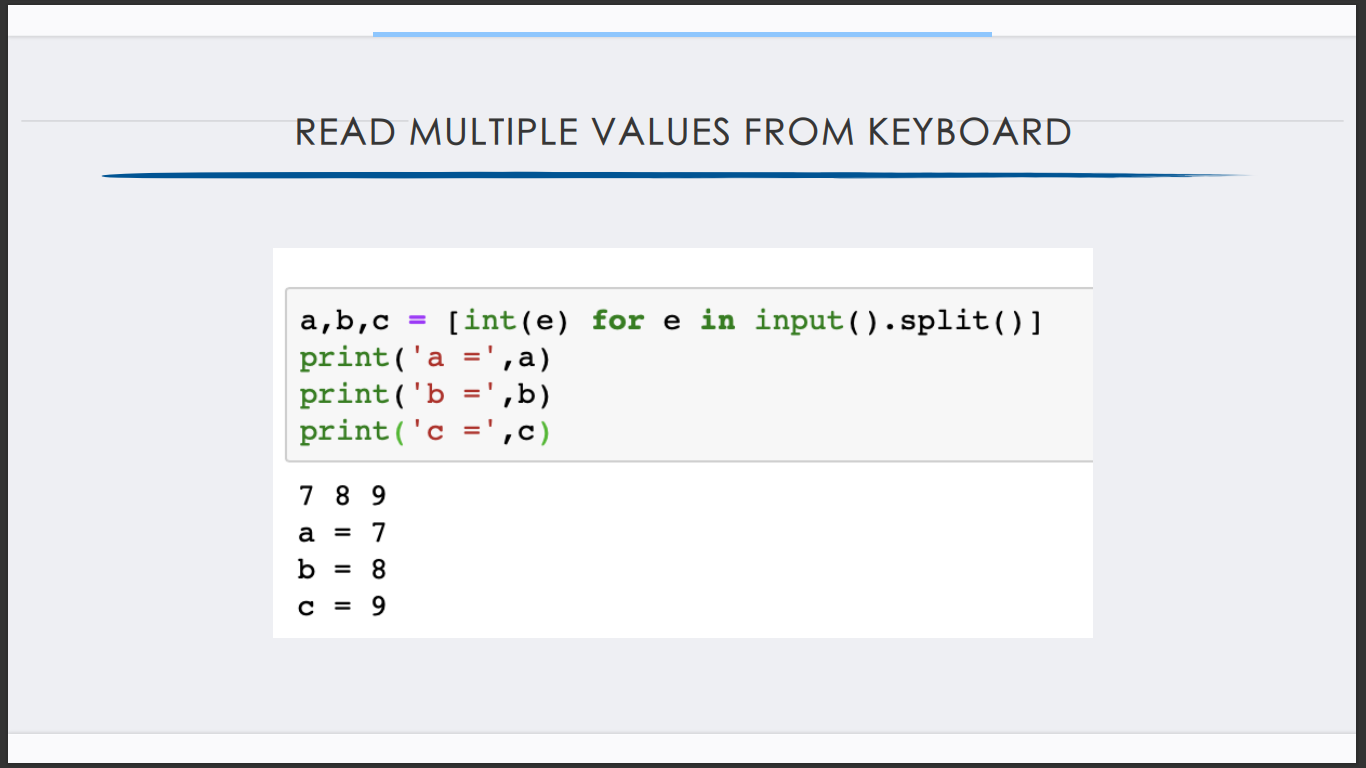 READ MULTIPLE VALUES FROM KEYBOARD
a,b,c = [int(e) for e in input().split()]
print('a =',a)
print('b =',b)
print('c =',c)
7 8 9
a = 7
b = 8
c = 9